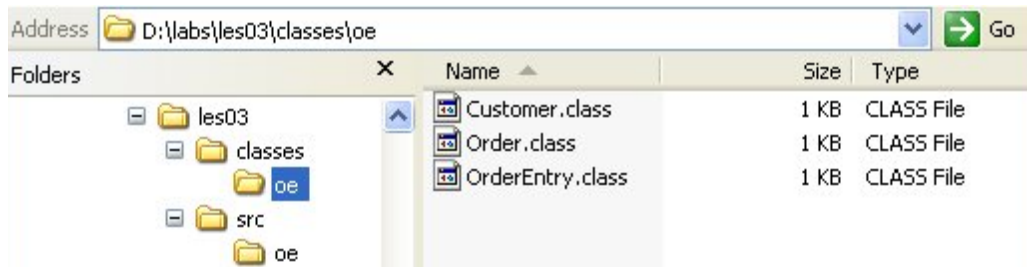 Address D:\labs\les03\classes\oe Go
Folders × Name Size Type
les03 Customer.class 1 KB CLASS File
classes Order.class 1 KB CLASS File
oe OrderEntry.class 1 KB CLASS File
src
oe